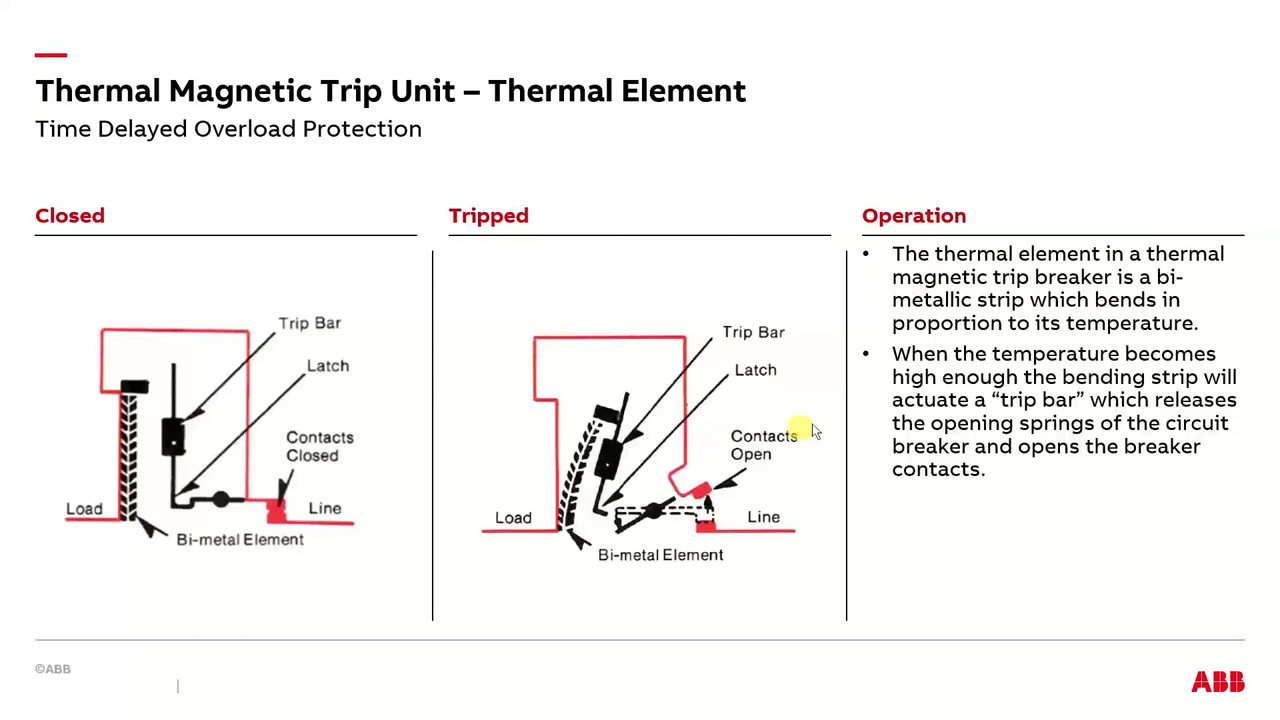 Thermal Magnetic Trip Unit – Thermal Element
Time Delayed Overload Protection
Closed
Trip Bar
Latch
Contacts
Closed
Load
Line
Bi-metal Element
Tripped
Trip Bar
Latch
Contacts
Open
Load
Line
Bi-metal Element
Operation
• The thermal element in a thermal
magnetic trip breaker is a bi-
metallic strip which bends in
proportion to its temperature.
• When the temperature becomes
high enough the bending strip will
actuate a “trip bar” which releases
the opening springs of the circuit
breaker and opens the breaker
contacts.
©ABB
ABB